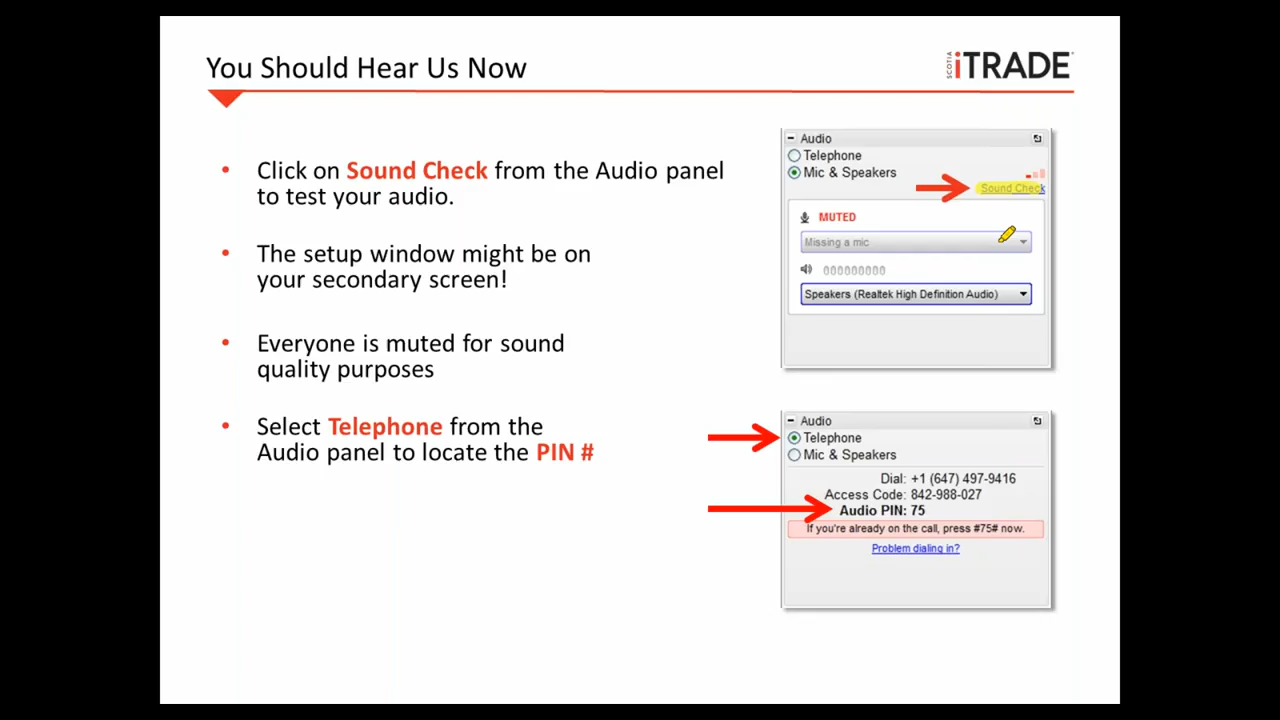 You Should Hear Us Now
SCOTIA iTRADE
• Click on Sound Check from the Audio panel
to test your audio.
• The setup window might be on
your secondary screen!
• Everyone is muted for sound
quality purposes
• Select Telephone from the
Audio panel to locate the PIN #
Audio
Telephone
Mic & Speakers
Sound Check
MUTED
Missing a mic
000000000
Speakers (Realtek High Definition Audio)
Audio
Telephone
Mic & Speakers
Dial: +1 (647) 497-9416
Access Code: 842-988-027
Audio PIN: 75
If you're already on the call, press #75# now.
Problem dialing in?